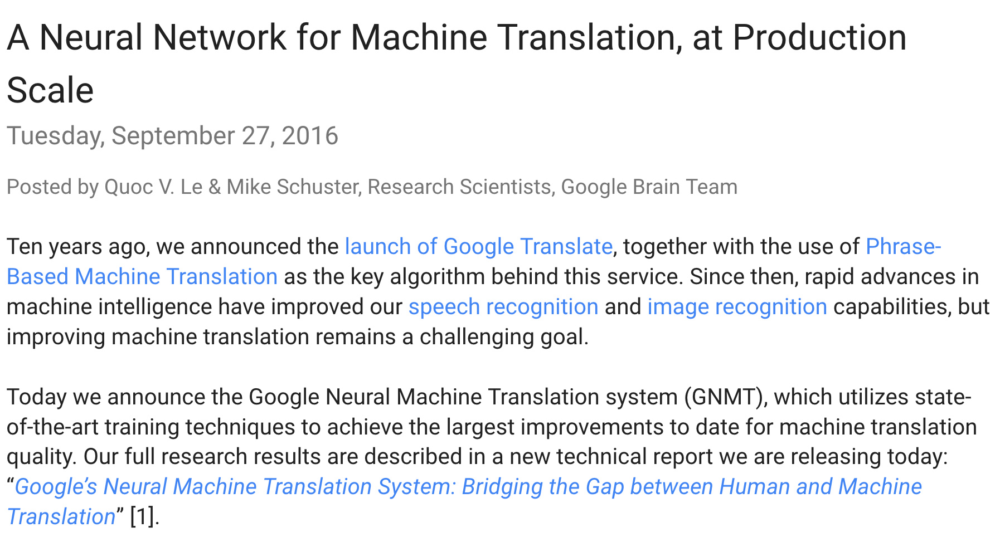 A Neural Network for Machine Translation, at Production
Scale
Tuesday, September 27, 2016
Posted by Quoc V. Le & Mike Schuster, Research Scientists, Google Brain Team
Ten years ago, we announced the launch of Google Translate, together with the use of Phrase-
Based Machine Translation as the key algorithm behind this service. Since then, rapid advances in
machine intelligence have improved our speech recognition and image recognition capabilities, but
improving machine translation remains a challenging goal.
Today we announce the Google Neural Machine Translation system (GNMT), which utilizes state-
of-the-art training techniques to achieve the largest improvements to date for machine translation
quality. Our full research results are described in a new technical report we are releasing today:
“Google’s Neural Machine Translation System: Bridging the Gap between Human and Machine
Translation” [1].